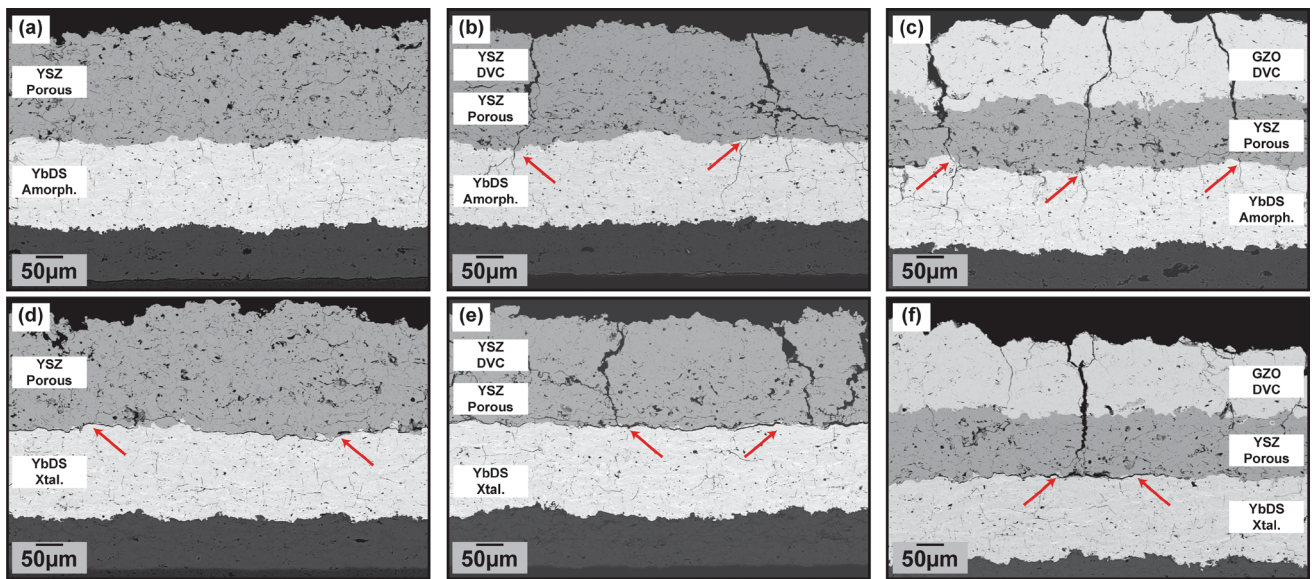 (a)
YSZ
Porous
YbDS
Amorph.
50µm
(b)
YSZ
DVC
YSZ
Porous
YbDS
Amorph.
50µm
(c)
GZO
DVC
YSZ
Porous
YbDS
Amorph.
50µm
(d)
YSZ
Porous
YbDS
Xtal.
50µm
(e)
YSZ
DVC
YSZ
Porous
YbDS
Xtal.
50µm
(f)
GZO
DVC
YSZ
Porous
YbDS
Xtal.
50µm